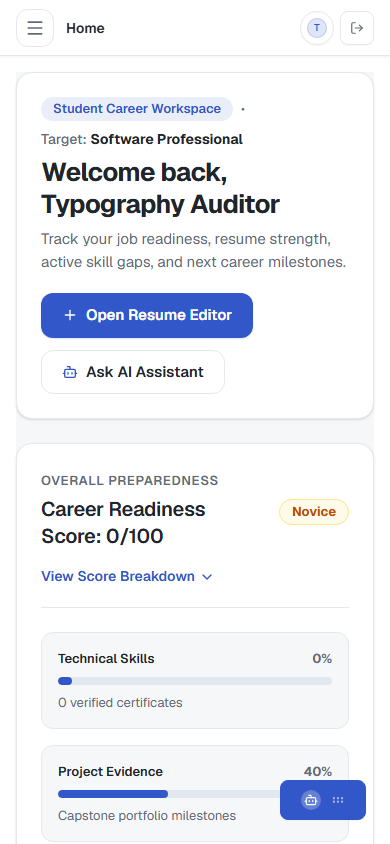 Home
T
Student Career Workspace ·
Target: Software Professional
Welcome back,
Typography Auditor
Track your job readiness, resume strength,
active skill gaps, and next career milestones.
Open Resume Editor
Ask AI Assistant
OVERALL PREPAREDNESS
Career Readiness
Score: 0/100
Novice
View Score Breakdown
Technical Skills 0%
0 verified certificates
Project Evidence 40%
Capstone portfolio milestones